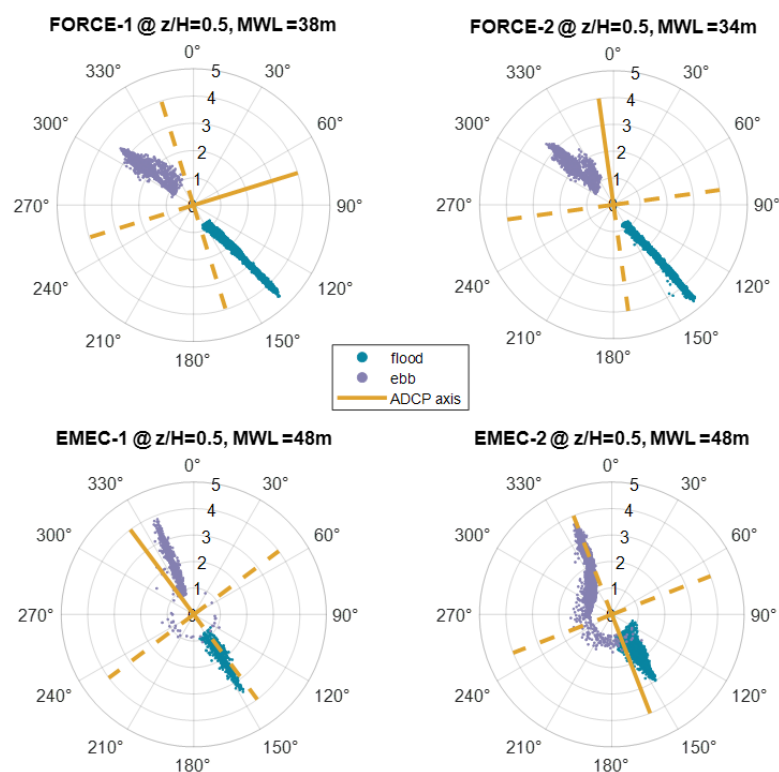 FORCE-1 @ z/H=0.5, MWL =38m
FORCE-2 @ z/H=0.5, MWL =34m
0°
330° 5 30°
4
300° 3 60°
2
1
270° 0 90°
240° 120°
210° 150°
180°
0°
330° 5 30°
4
300° 3 60°
2
1
270° 0 90°
240° 120°
210° 150°
180°
flood
ebb
ADCP axis
EMEC-1 @ z/H=0.5, MWL =48m
EMEC-2 @ z/H=0.5, MWL =48m
0°
330° 5 30°
4
300° 3 60°
2
1
270° 0 90°
240° 120°
210° 150°
180°
0°
330° 5 30°
4
300° 3 60°
2
1
270° 0 90°
240° 120°
210° 150°
180°